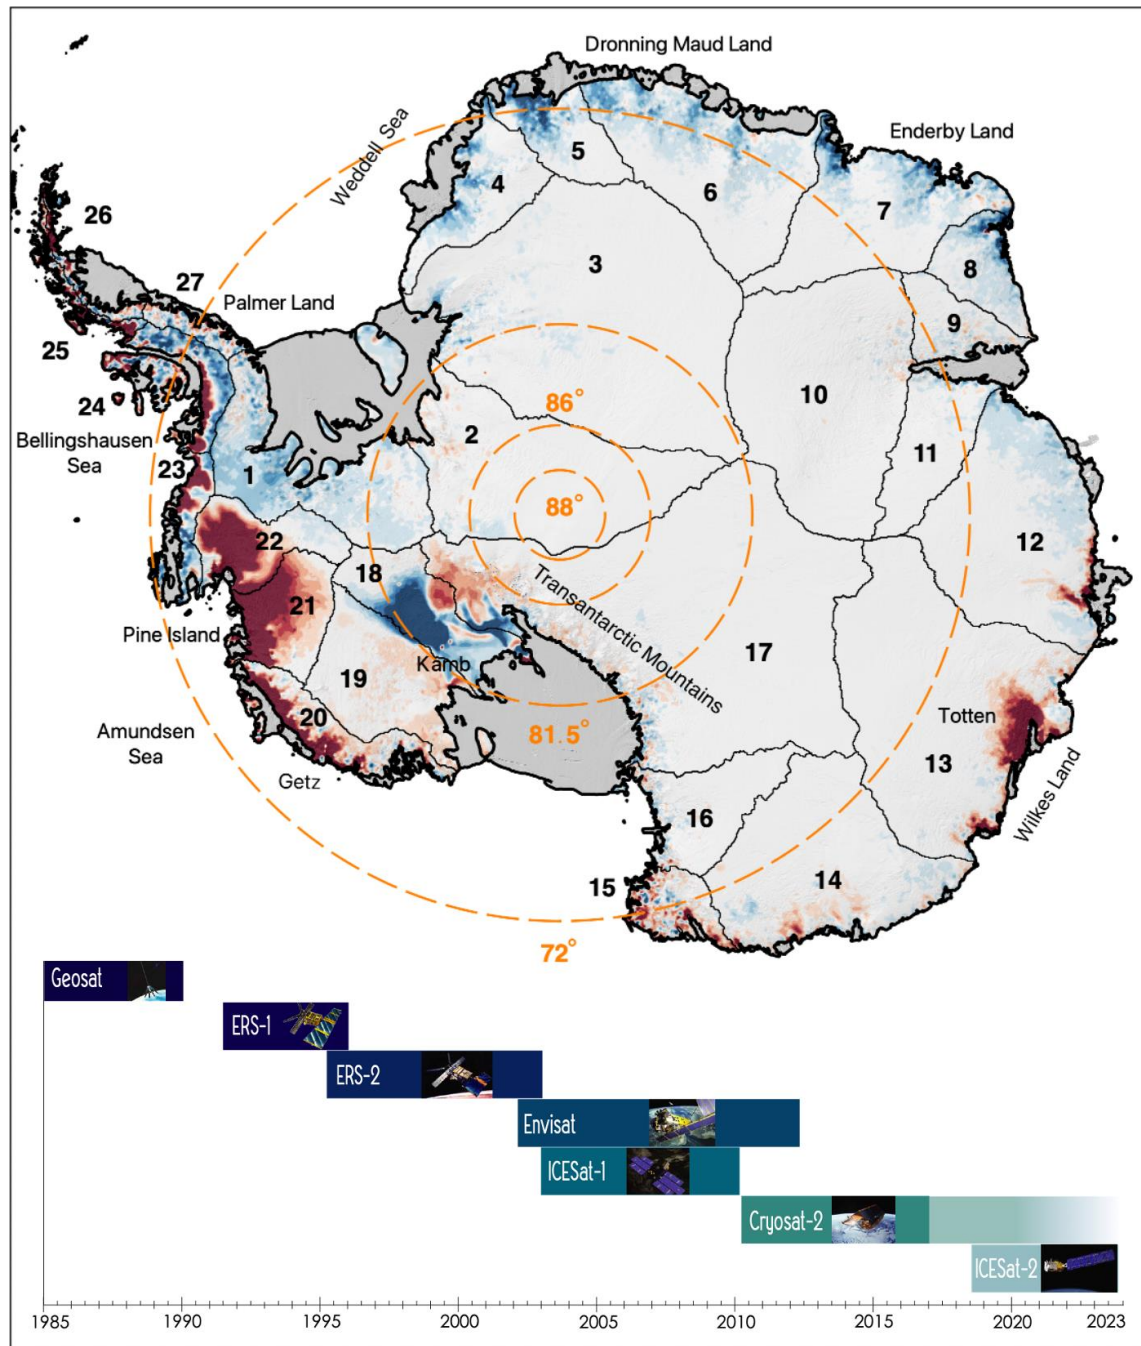 Dronning Maud Land
Enderby Land
Weddell Sea
5
4
6
26
7
3
8
27
Palmer Land
9
25
86°
10
24
2
Bellingshausen
Sea
23
1
11
88°
12
22
18
Transantarctic Mountains
21
Pine Island
17
Kamb
19
20
Totten
Amundsen
Sea
81.5°
13
Getz
Wilkes Land
16
14
15
72°
Geosat
ERS-1
ERS-2
Envisat
ICESat-1
Cryosat-2
ICESat-2
1985 1990 1995 2000 2005 2010 2015 2020 2023